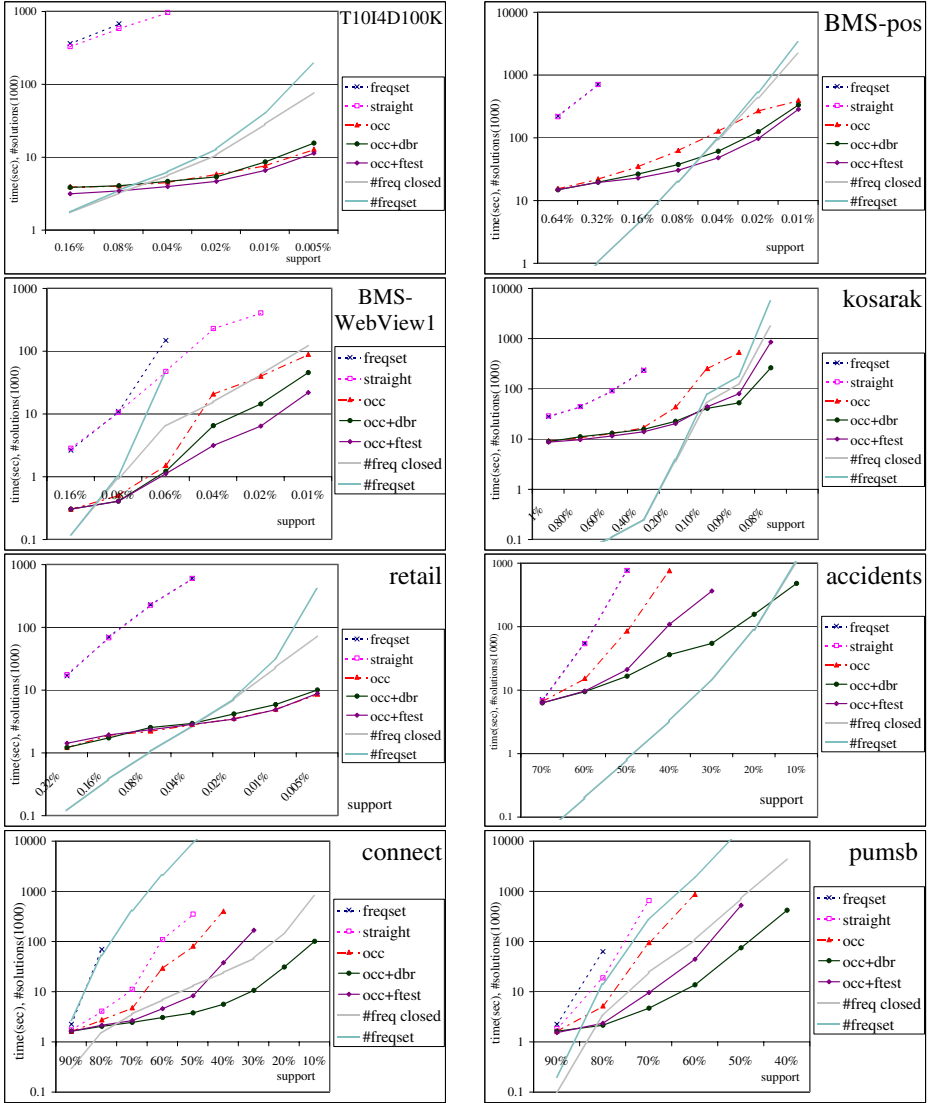 T10I4D100K
1000
100
10
1
time(sec), #solutions(1000)
0.16% 0.08% 0.04% 0.02% 0.01% 0.005%
support
freqset
straight
occ
occ+dbr
occ+ftest
#freq closed
#freqset
BMS-pos
10000
1000
100
10
1
time(sec), #solutions(1000)
0.64% 0.32% 0.16% 0.08% 0.04% 0.02% 0.01%
support
freqset
straight
occ
occ+dbr
occ+ftest
#freq closed
#freqset
BMS-
WebView1
1000
100
10
1
0.1
time(sec), #solutions(1000)
0.16% 0.08% 0.06% 0.04% 0.02% 0.01%
support
freqset
straight
occ
occ+dbr
occ+ftest
#freq closed
#freqset
kosarak
10000
1000
100
10
1
0.1
time(sec), #solutions(1000)
1% 0.80% 0.60% 0.40% 0.20% 0.10% 0.09% 0.08%
support
freqset
straight
occ
occ+dbr
occ+ftest
#freq closed
#freqset
retail
1000
100
10
1
0.1
time(sec), #solutions(1000)
0.32% 0.16% 0.08% 0.04% 0.02% 0.01% 0.005%
support
freqset
straight
occ
occ+dbr
occ+ftest
#freq closed
#freqset
accidents
1000
100
10
1
0.1
time(sec), #solutions(1000)
70% 60% 50% 40% 30% 20% 10%
support
freqset
straight
occ
occ+dbr
occ+ftest
#freq closed
#freqset
connect
10000
1000
100
10
1
0.1
time(sec), #solutions(1000)
90% 80% 70% 60% 50% 40% 30% 20% 10%
support
freqset
straight
occ
occ+dbr
occ+ftest
#freq closed
#freqset
pumsb
10000
1000
100
10
1
0.1
time(sec), #solutions(1000)
90% 80% 70% 60% 50% 40%
support
freqset
straight
occ
occ+dbr
occ+ftest
#freq closed
#freqset